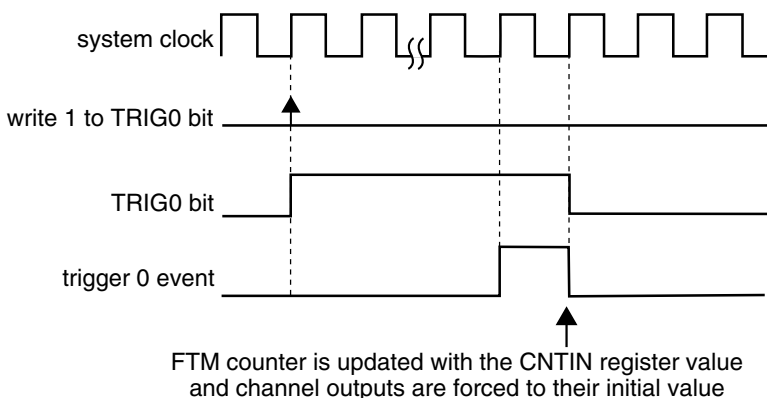 system clock
write 1 to TRIG0 bit
TRIG0 bit
trigger 0 event
FTM counter is updated with the CNTIN register value
and channel outputs are forced to their initial value